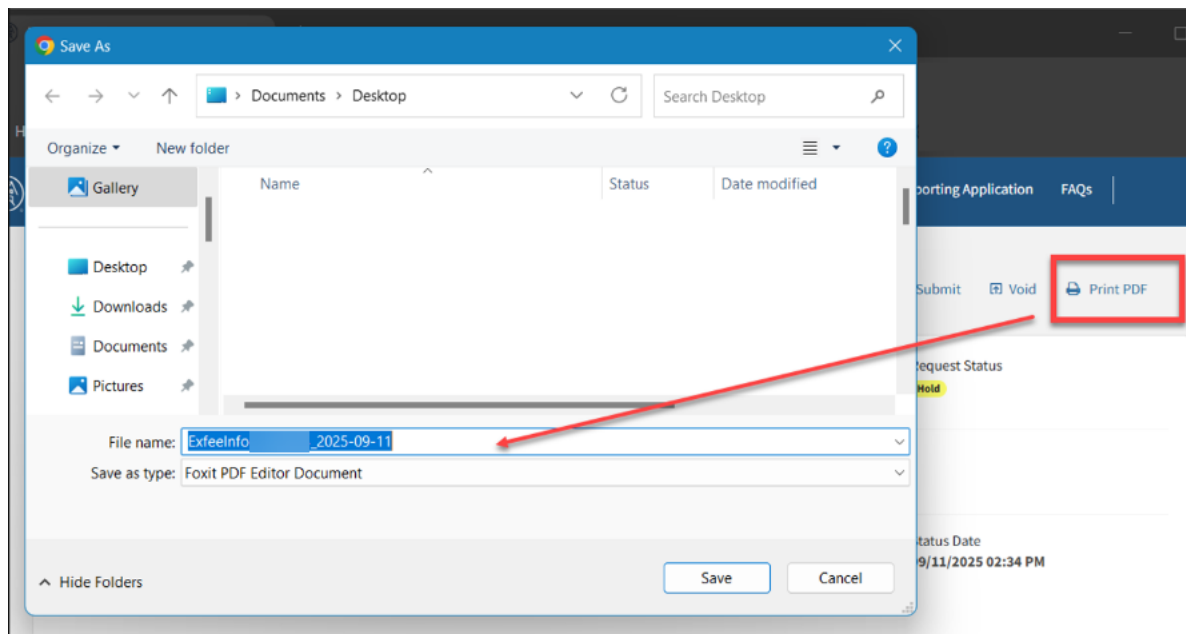 Save As
Documents > Desktop
Search Desktop
Organize
New folder
Gallery
Name
Status
Date modified
porting Application
FAQs
Desktop
Submit
Void
Print PDF
Downloads
Documents
equest Status
Pictures
Hold
File name: ExfeeInfo _2025-09-11
Save as type: Foxit PDF Editor Document
tatus Date
9/11/2025 02:34 PM
Hide Folders
Save
Cancel